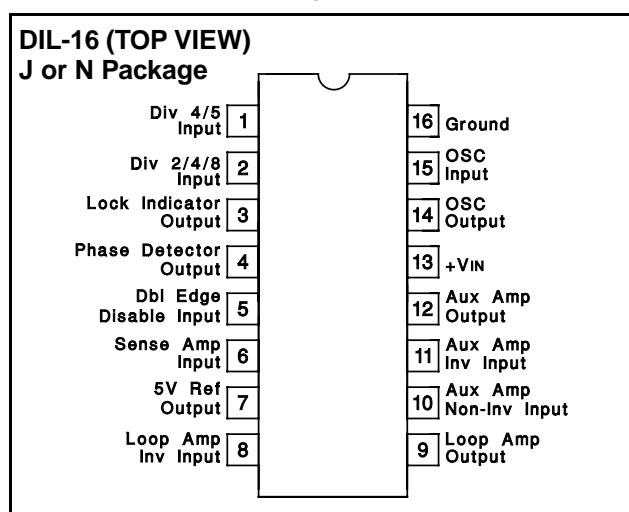 DIL-16 (TOP VIEW)
J or N Package
Div 4/5
Input 1
Div 2/4/8
Input 2
Lock Indicator
Output 3
Phase Detector
Output 4
Dbl Edge
Disable Input 5
Sense Amp
Input 6
5V Ref
Output 7
Loop Amp
Inv Input 8
16 Ground
15 OSC
Input
14 OSC
Output
13 +VIN
12 Aux Amp
Output
11 Aux Amp
Inv Input
10 Aux Amp
Non-Inv Input
9 Loop Amp
Output